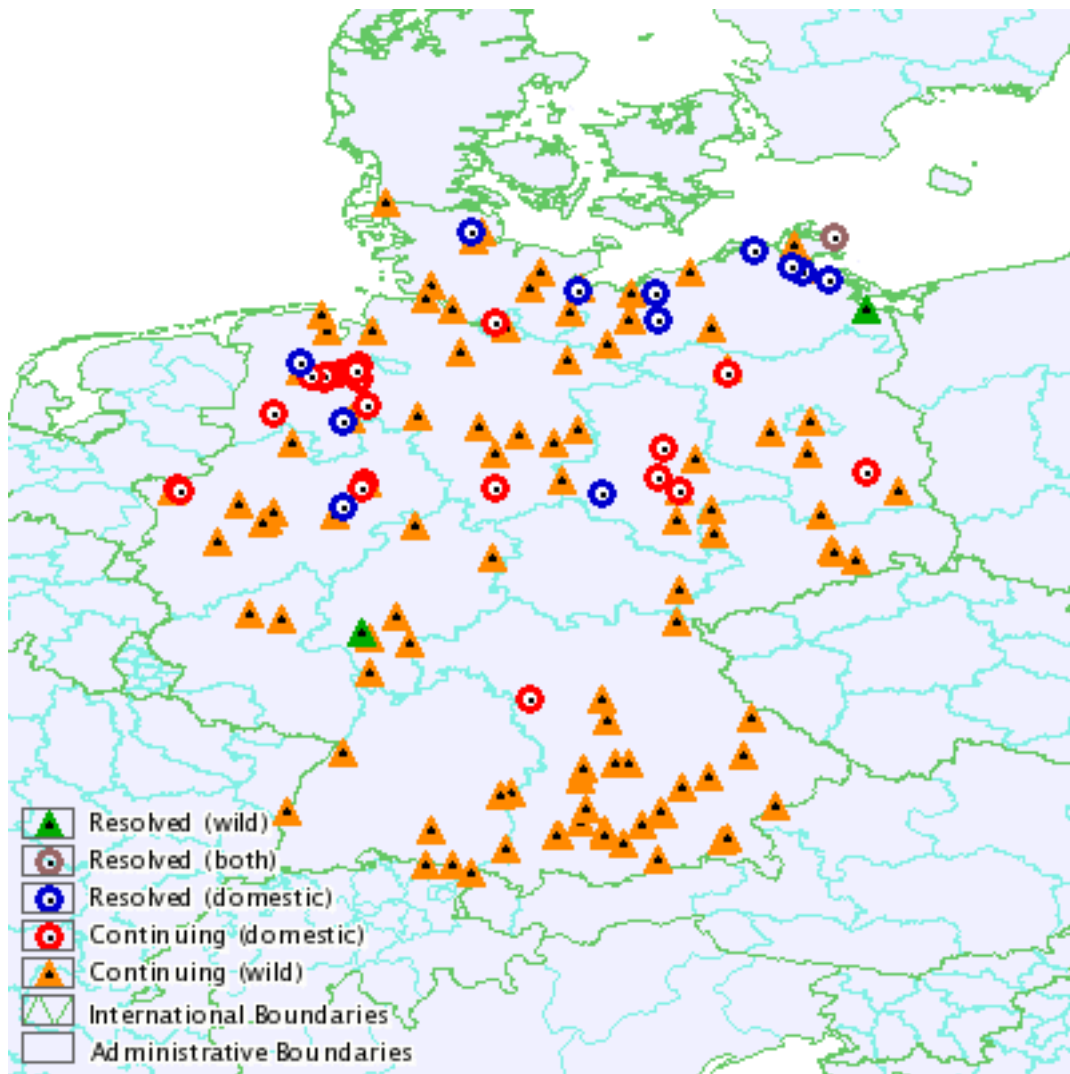 Resolved (wild)
Resolved (both)
Resolved (domestic)
Continuing (domestic)
Continuing (wild)
International Boundaries
Administrative Boundaries